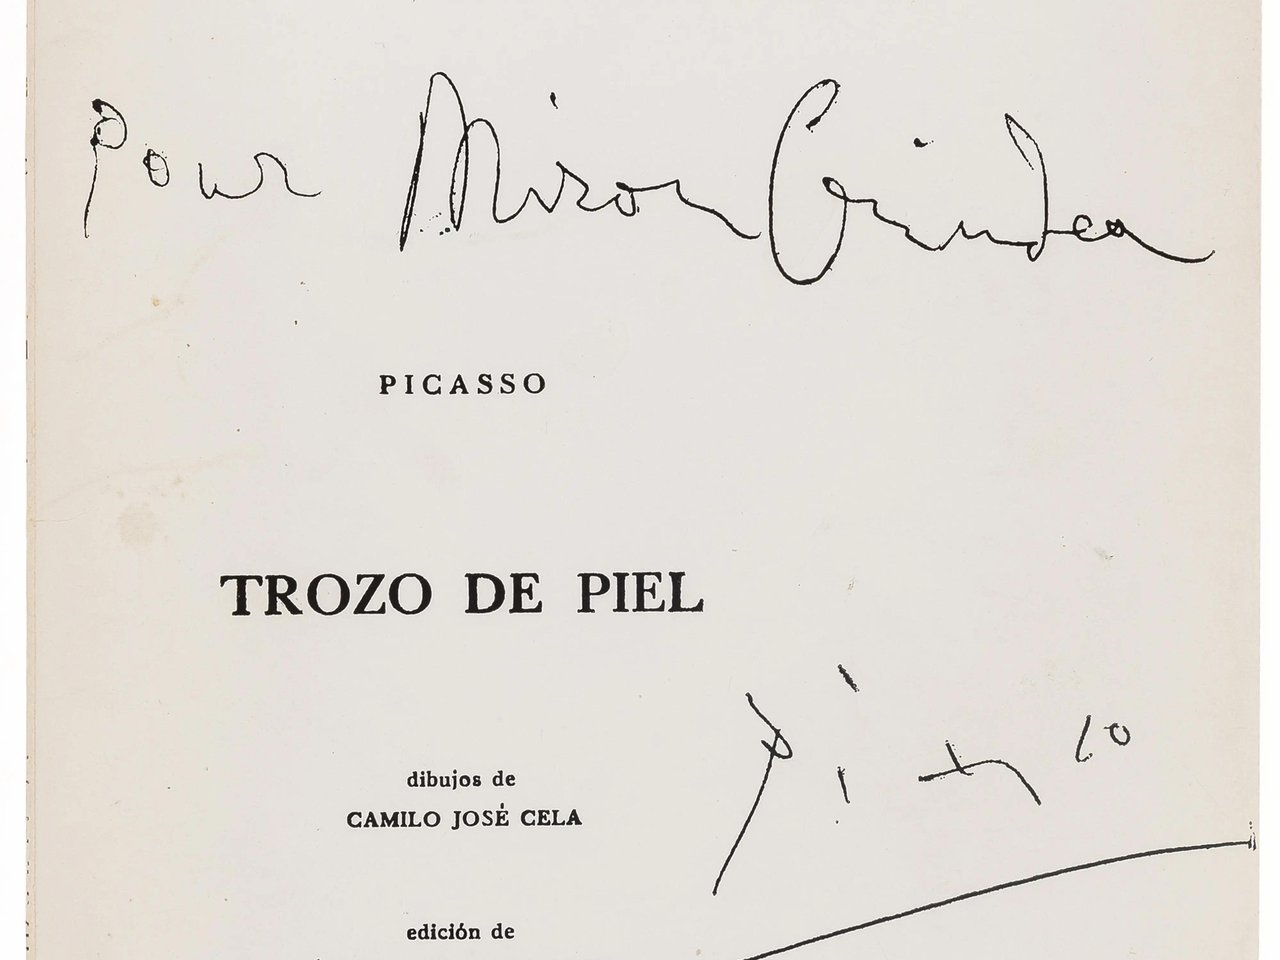 Pour Miron Grindea
PICASSO
TROZO DE PIEL
Picasso
dibujos de
CAMILO JOSÉ CELA
edición de